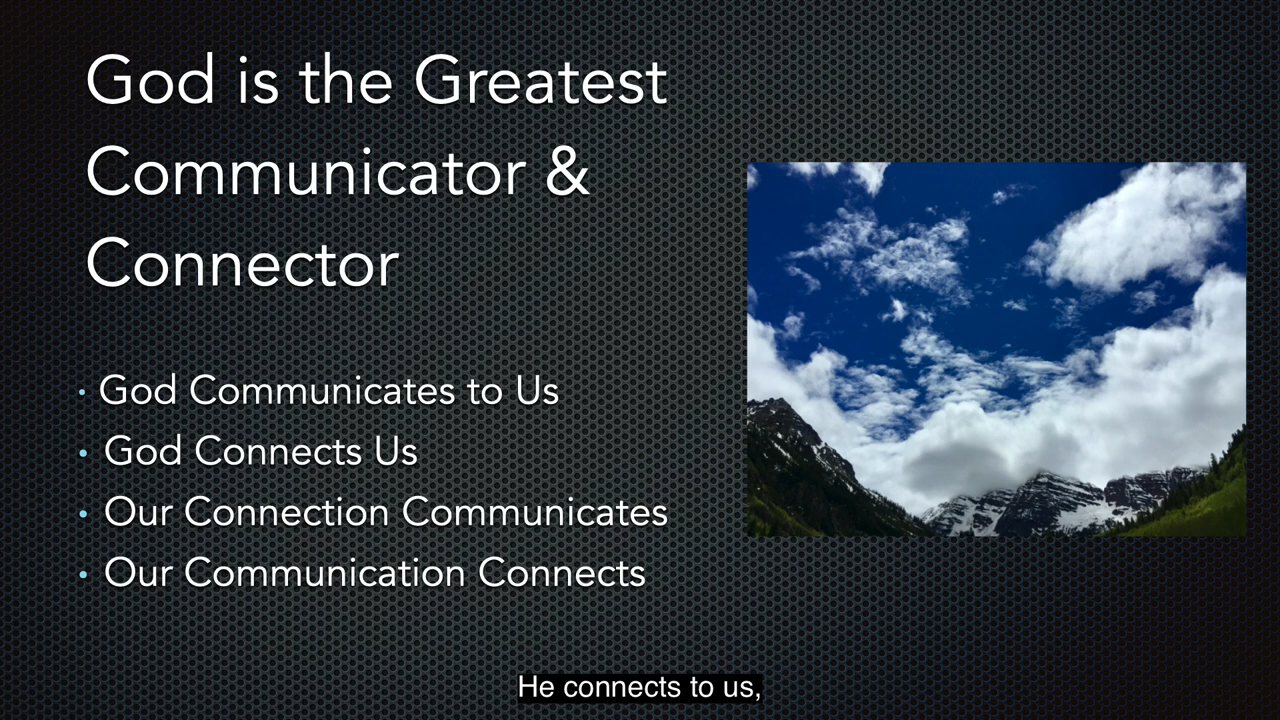 God is the Greatest
Communicator &
Connector
• God Communicates to Us
• God Connects Us
• Our Connection Communicates
• Our Communication Connects
He connects to us,